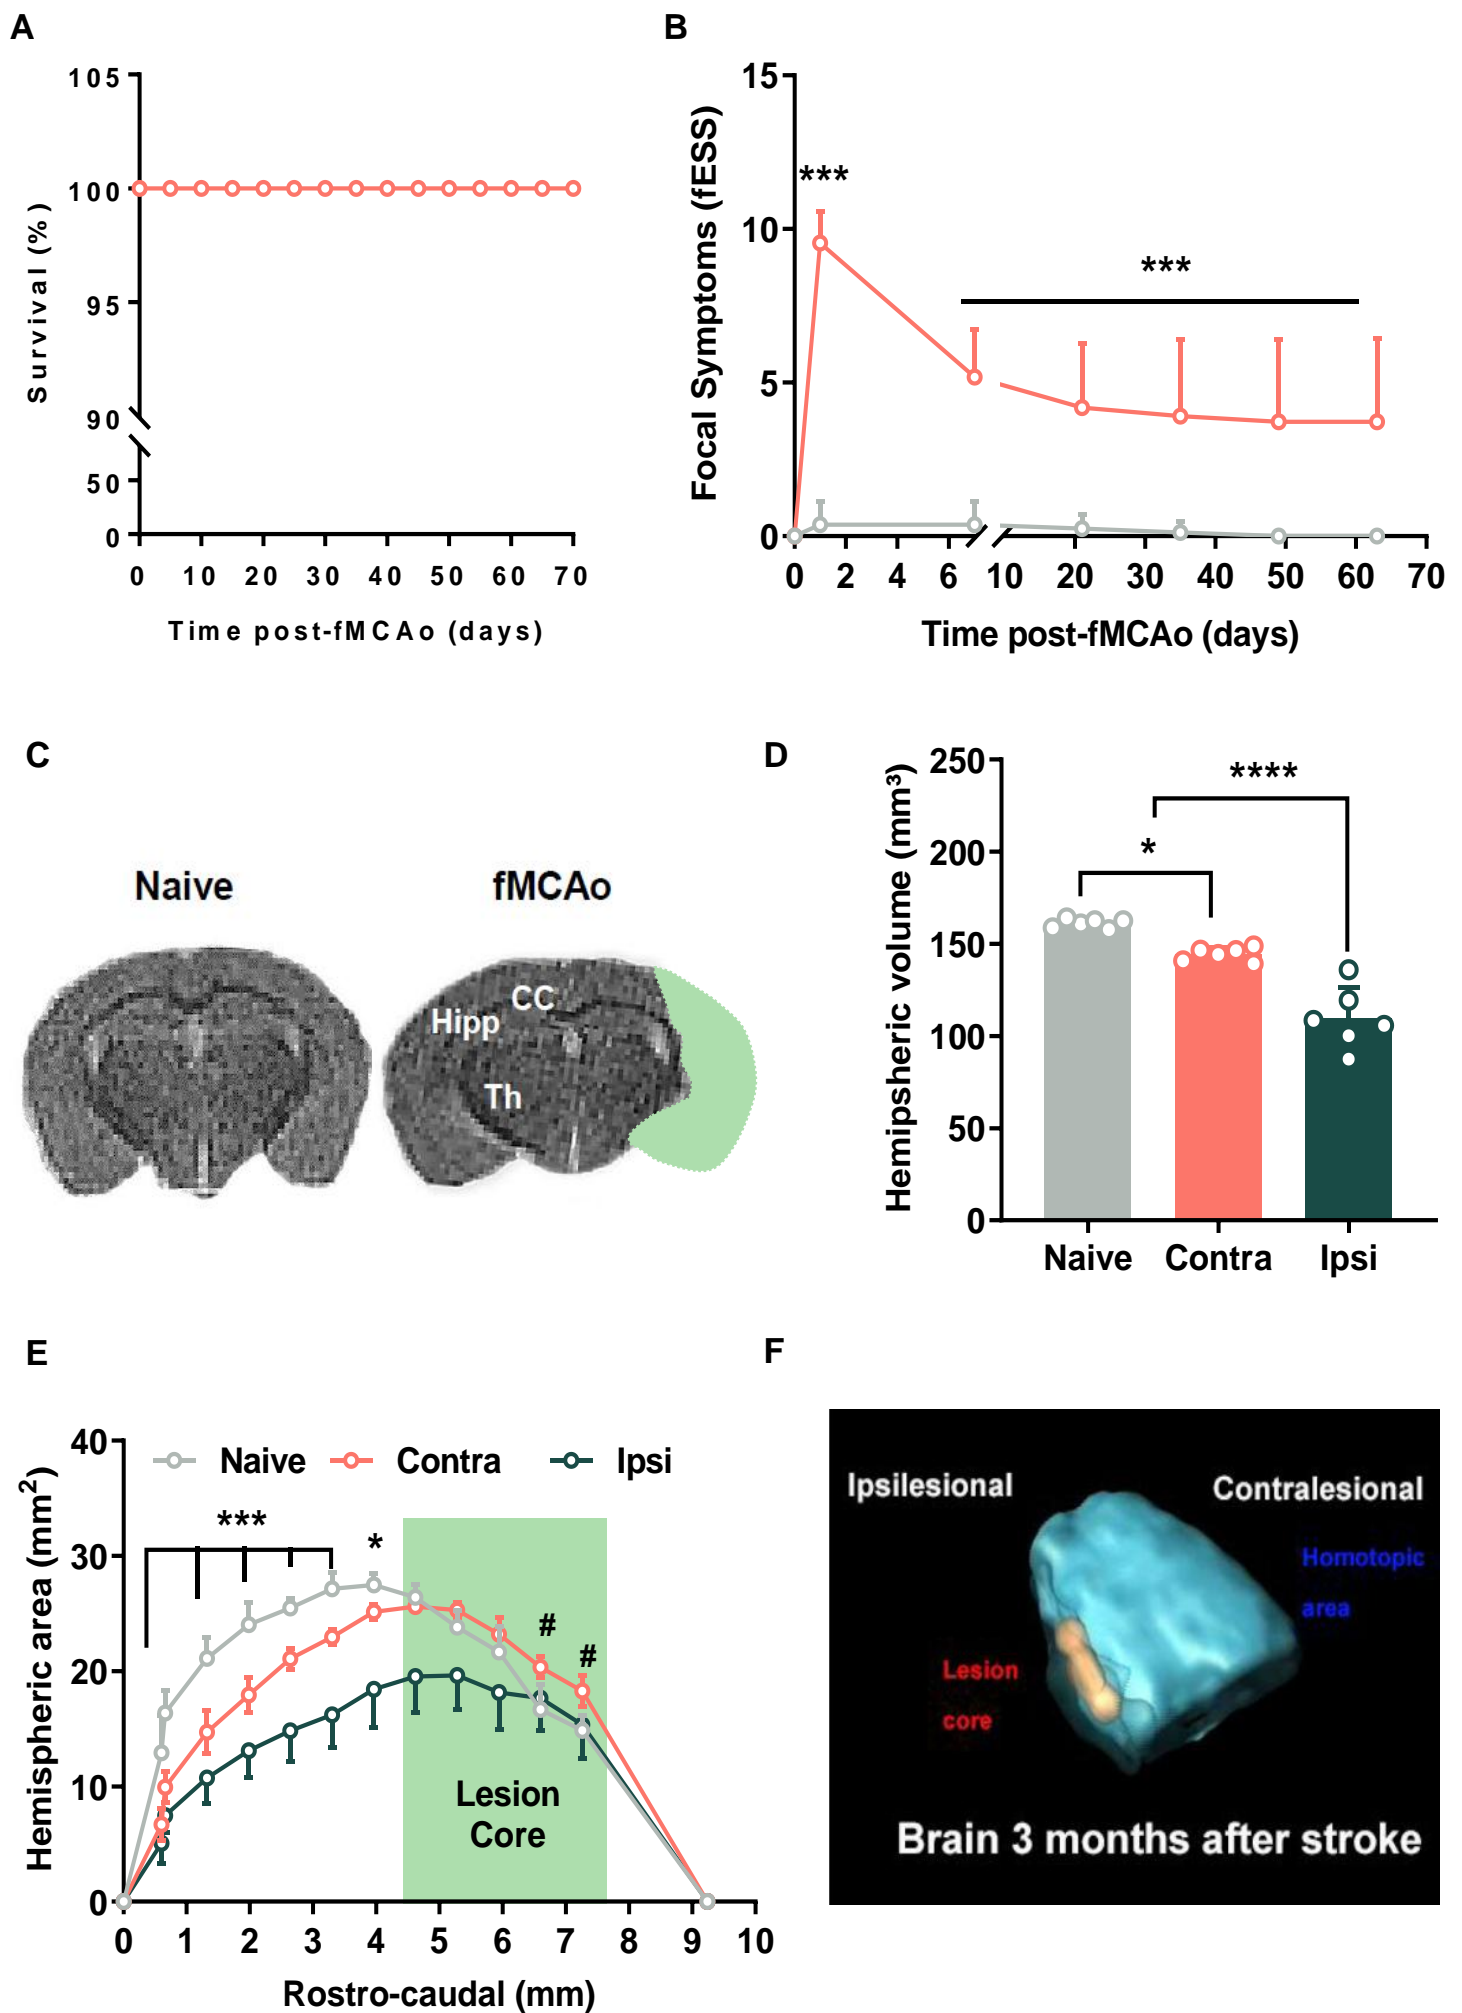 A
105
100
95
90
50
0
Survival (%)
0 10 20 30 40 50 60 70
Time post-fMCAo (days)
B
15
10
5
0
Focal Symptoms (fESS)
***
***
0 2 4 6 10 20 30 40 50 60 70
Time post-fMCAo (days)
C
Naive
fMCAo
CC
Hipp
Th
D
250
200
150
100
50
0
Hemipsheric volume (mm³)
****
*
Naive Contra Ipsi
E
40
30
20
10
0
Hemispheric area (mm²)
Naive Contra Ipsi
***
*
#
#
Lesion
Core
0 1 2 3 4 5 6 7 8 9 10
Rostro-caudal (mm)
F
Ipsilesional
Contralesional
Homotopic
area
Lesion
core
Brain 3 months after stroke